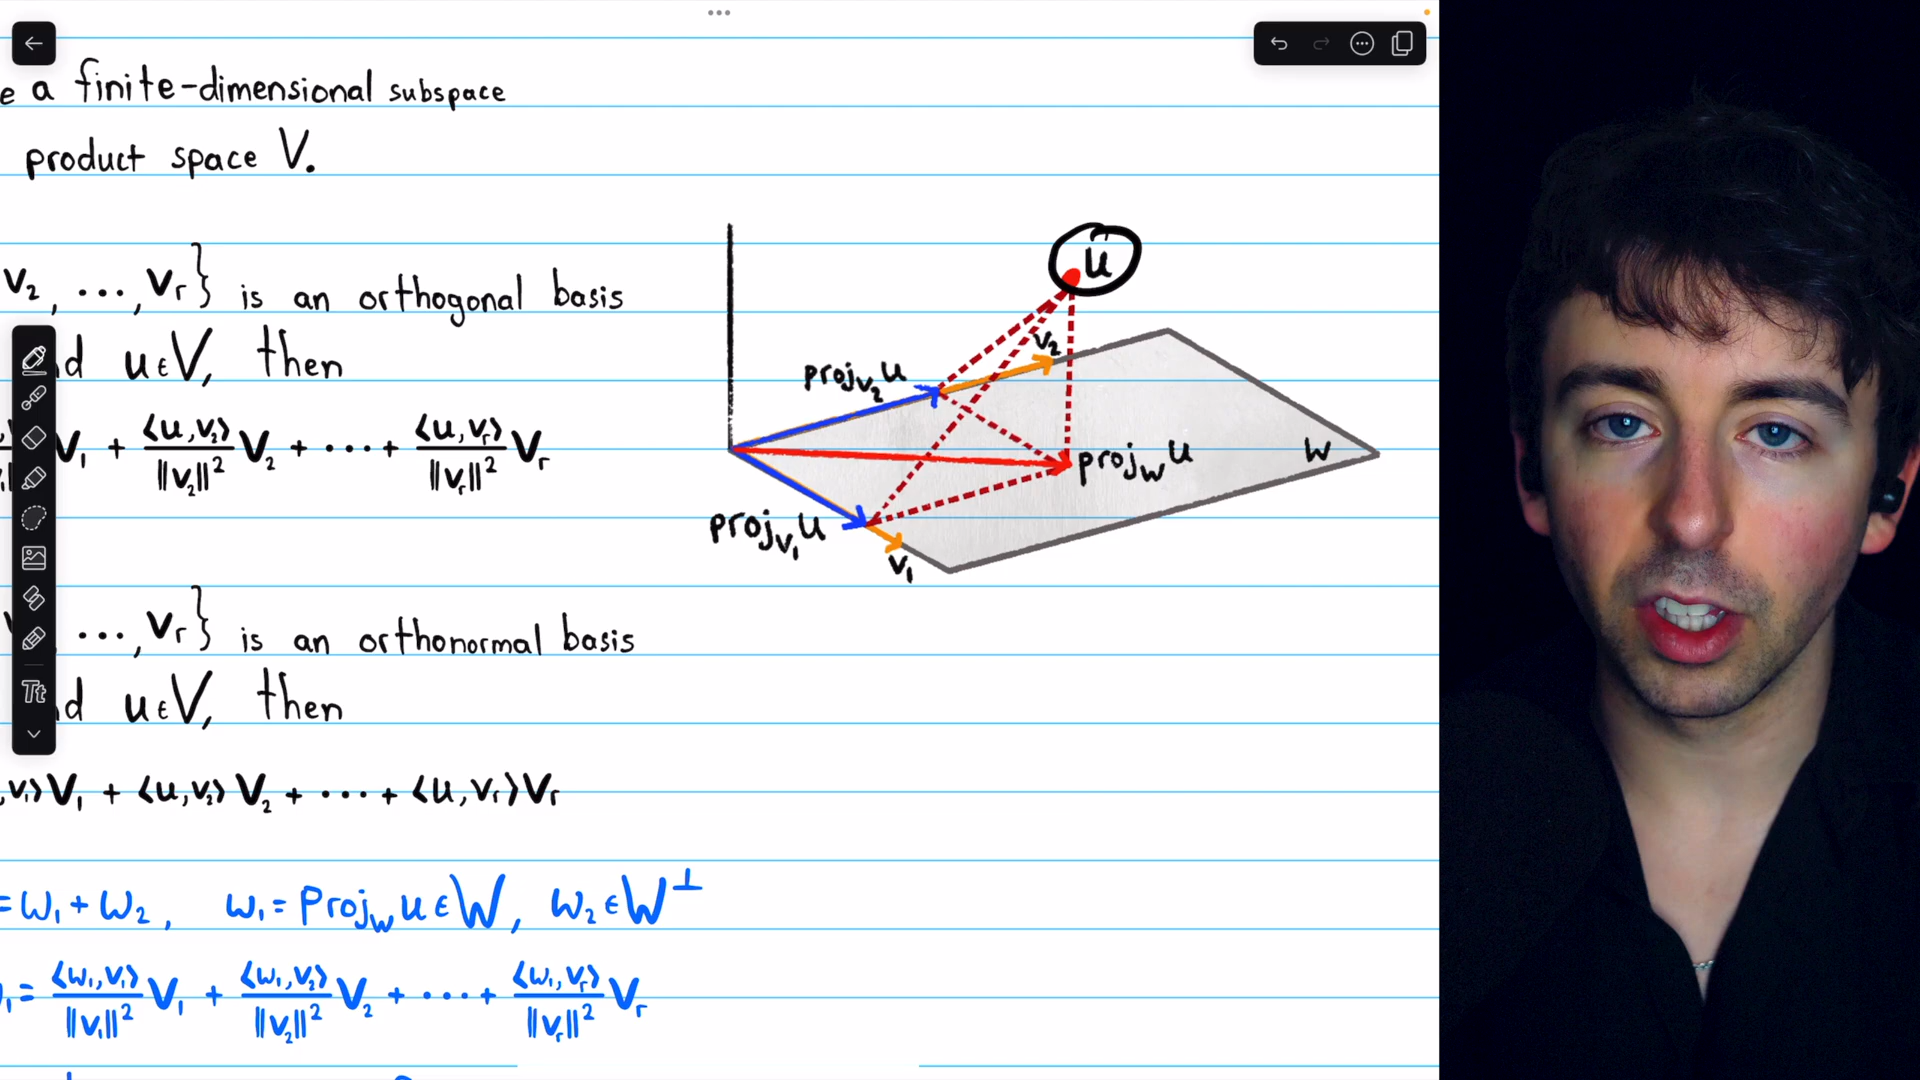 e a finite-dimensional subspace
product space V.
V₂, ..., Vᵣ} is an orthogonal basis
d u∈V, then
V₁ + <u,v₂>/||v₂||² V₂ + ··· + <u,vᵣ>/||vᵣ||² Vᵣ
..., Vᵣ} is an orthonormal basis
d u∈V, then
,v₁>V₁ + <u,v₂>V₂ + ··· + <u,vᵣ>Vᵣ
= w₁ + w₂, w₁ = Proj_W u ∈ W, w₂ ∈ W^⊥
₁ = <w₁,v₁>/||v₁||² V₁ + <w₁,v₂>/||v₂||² V₂ + ··· + <w₁,vᵣ>/||vᵣ||² Vᵣ
u
v₂
proj_v₂ u
W
proj_W u
proj_v₁ u
v₁
Tt